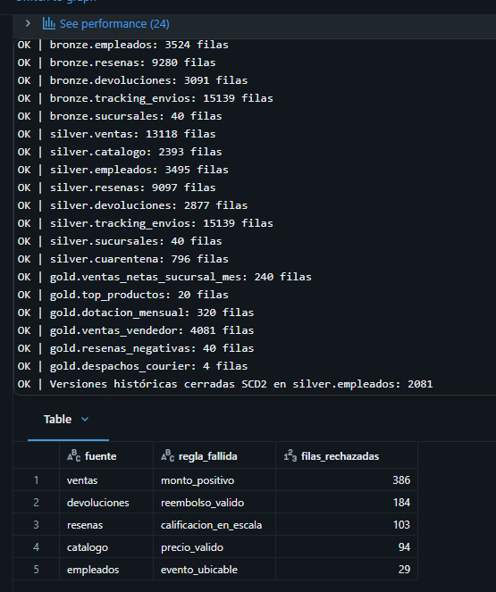 See performance (24)
OK | bronze.empleados: 3524 filas
OK | bronze.resenas: 9280 filas
OK | bronze.devoluciones: 3091 filas
OK | bronze.tracking_envios: 15139 filas
OK | bronze.sucursales: 40 filas
OK | silver.ventas: 13118 filas
OK | silver.catalogo: 2393 filas
OK | silver.empleados: 3495 filas
OK | silver.resenas: 9097 filas
OK | silver.devoluciones: 2877 filas
OK | silver.tracking_envios: 15139 filas
OK | silver.sucursales: 40 filas
OK | silver.cuarentena: 796 filas
OK | gold.ventas_netas_sucursal_mes: 240 filas
OK | gold.top_productos: 20 filas
OK | gold.dotacion_mensual: 320 filas
OK | gold.ventas_vendedor: 4081 filas
OK | gold.resenas_negativas: 40 filas
OK | gold.despachos_courier: 4 filas
OK | Versiones históricas cerradas SCD2 en silver.empleados: 2081
Table
fuente regla_fallida filas_rechazadas
1 ventas monto_positivo 386
2 devoluciones reembolso_valido 184
3 resenas calificacion_en_escala 103
4 catalogo precio_valido 94
5 empleados evento_ubicable 29